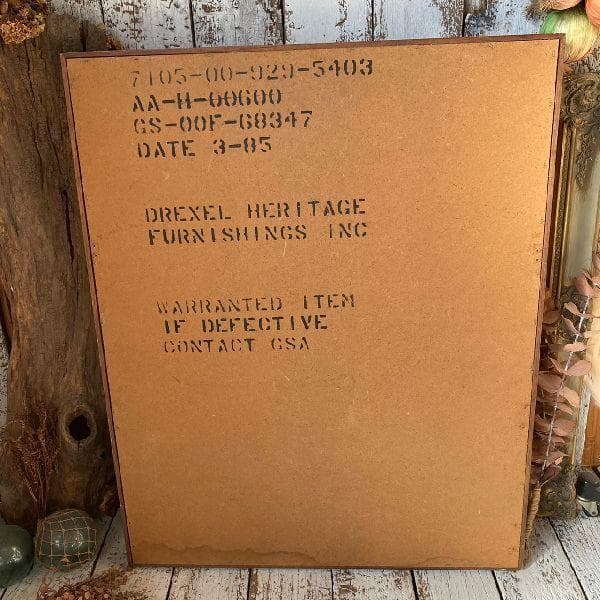 7105-00-929-5403
AA-H-00600
GS-00F-68347
DATE 3-85
DREXEL HERITAGE
FURNISHINGS INC
WARRANTED ITEM
IF DEFECTIVE
CONTACT GSA